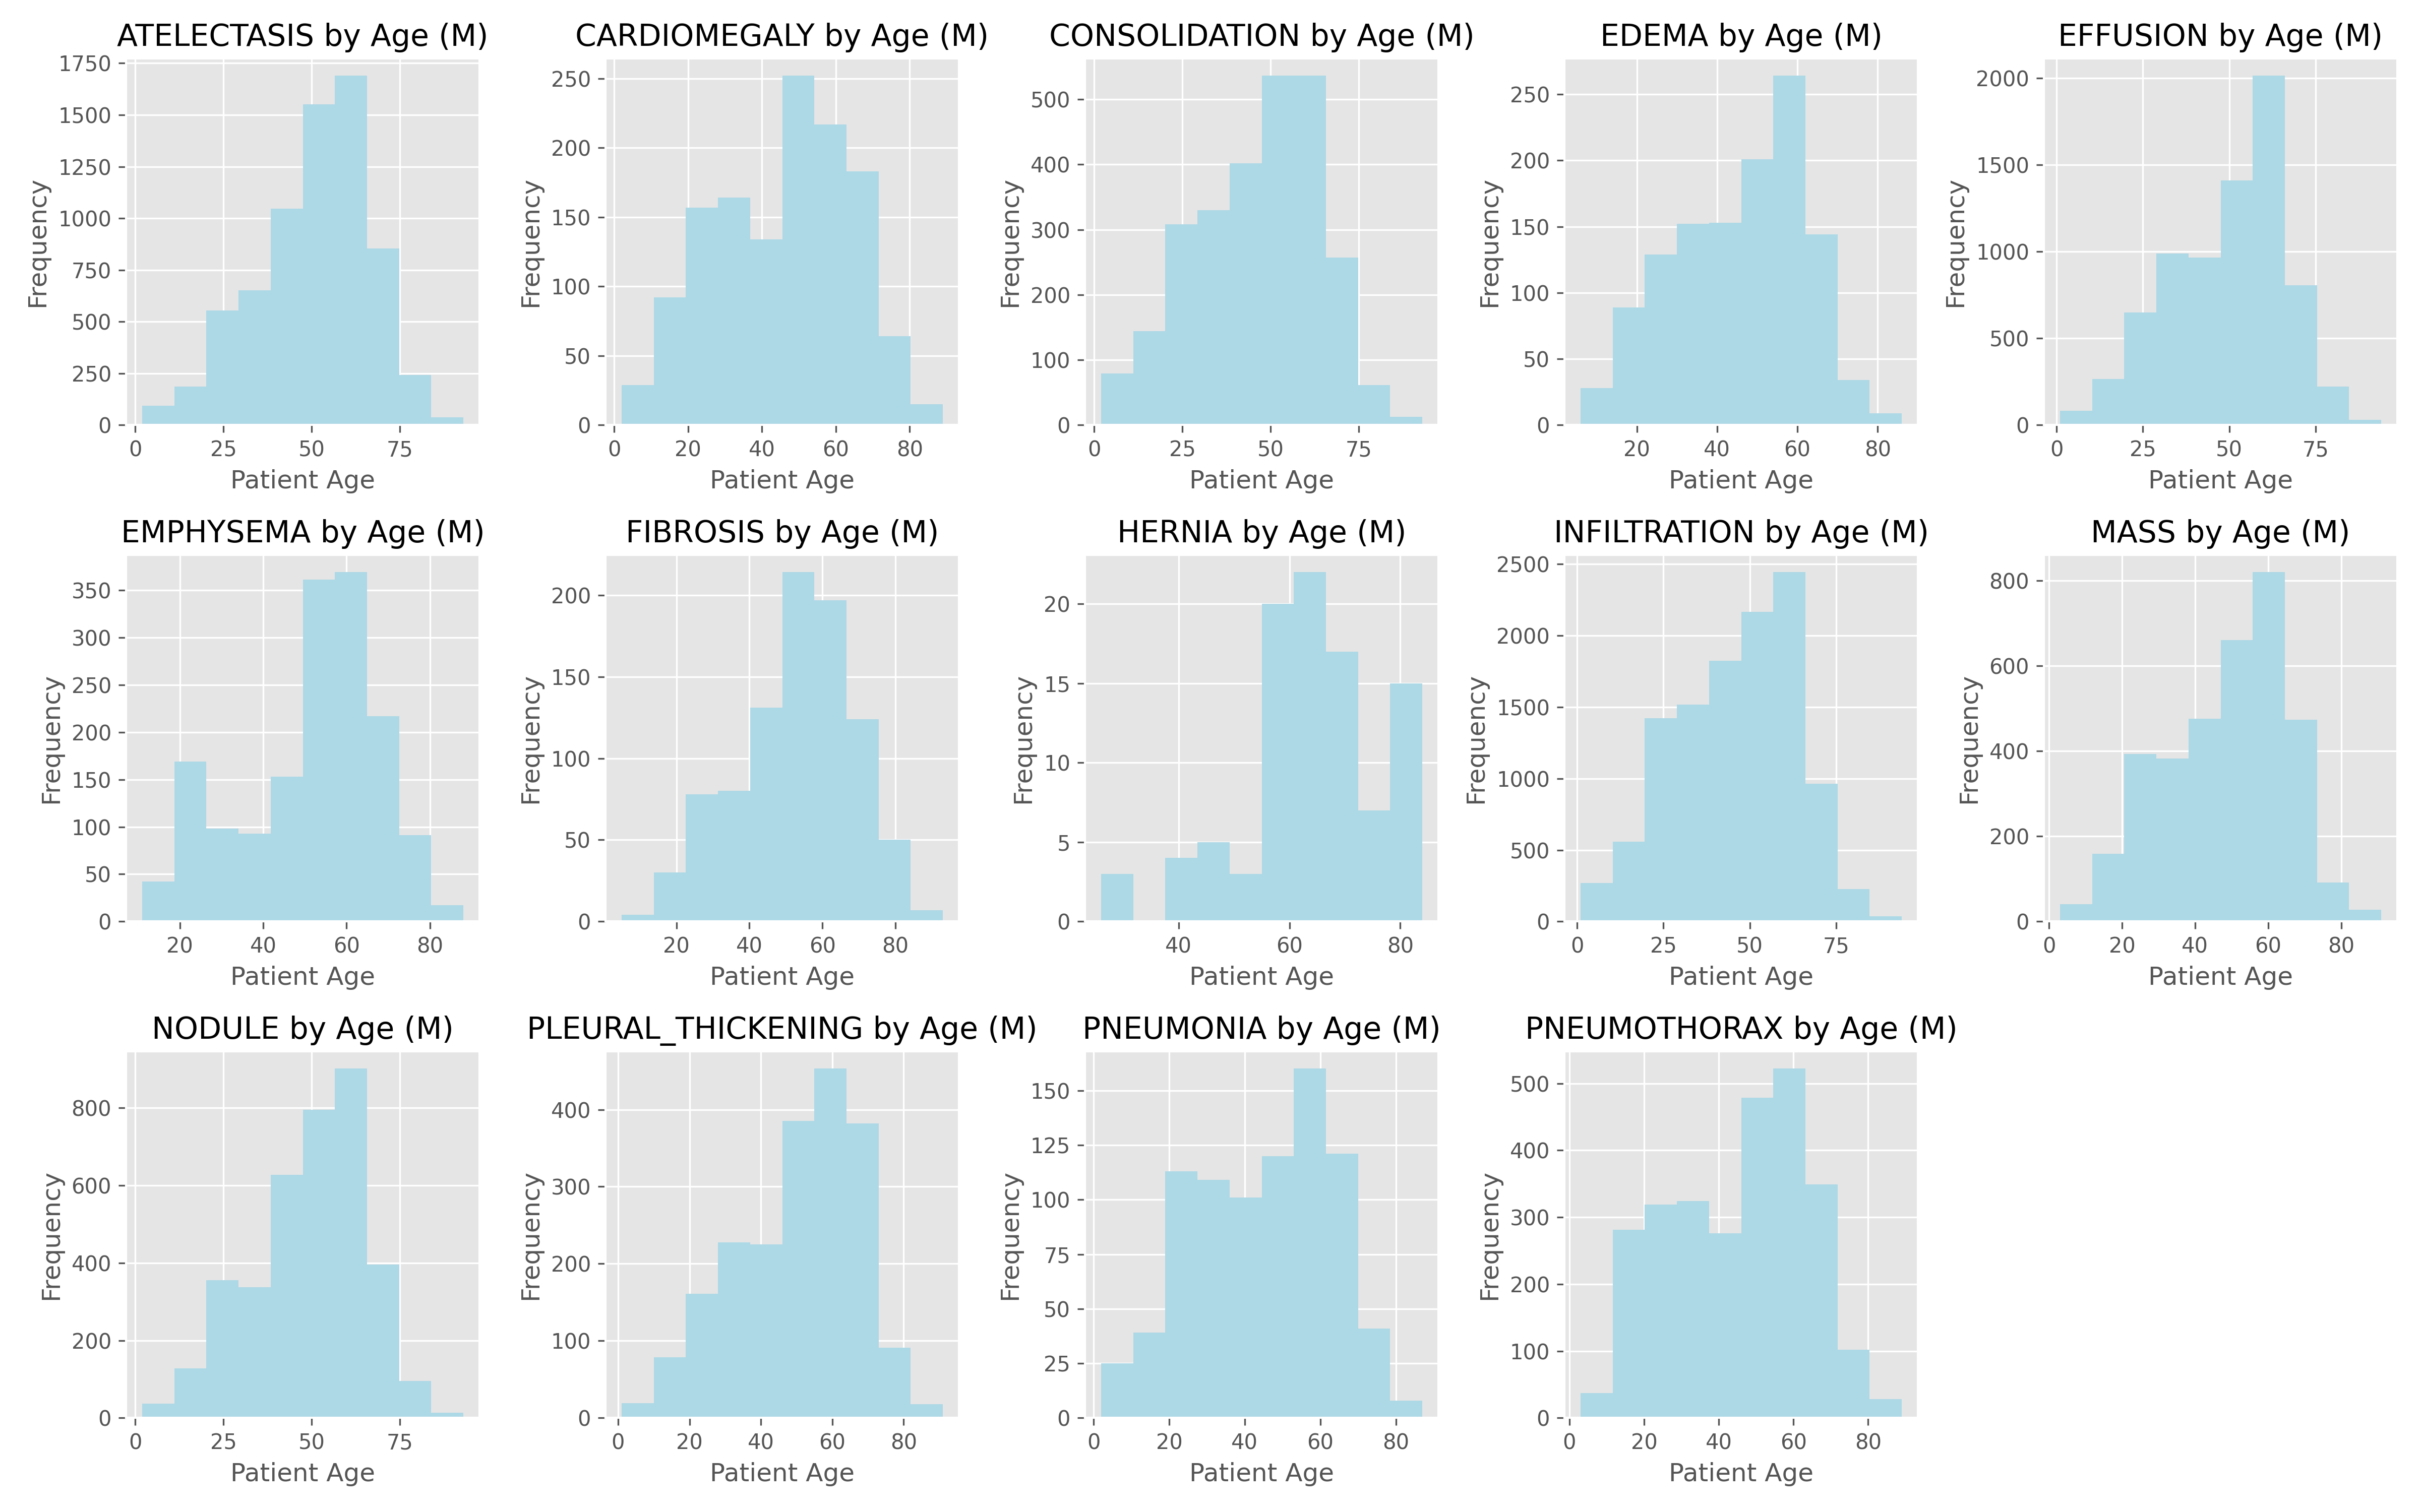 ATELECTASIS by Age (M)
1750
1500
1250
1000
750
500
250
0
Frequency
0 25 50 75
Patient Age
CARDIOMEGALY by Age (M)
250
200
150
100
50
0
Frequency
0 20 40 60 80
Patient Age
CONSOLIDATION by Age (M)
500
400
300
200
100
0
Frequency
0 25 50 75
Patient Age
EDEMA by Age (M)
250
200
150
100
50
0
Frequency
20 40 60 80
Patient Age
EFFUSION by Age (M)
2000
1500
1000
500
0
Frequency
0 25 50 75
Patient Age
EMPHYSEMA by Age (M)
350
300
250
200
150
100
50
0
Frequency
20 40 60 80
Patient Age
FIBROSIS by Age (M)
200
150
100
50
0
Frequency
20 40 60 80
Patient Age
HERNIA by Age (M)
20
15
10
5
0
Frequency
40 60 80
Patient Age
INFILTRATION by Age (M)
2500
2000
1500
1000
500
0
Frequency
0 25 50 75
Patient Age
MASS by Age (M)
800
600
400
200
0
Frequency
0 20 40 60 80
Patient Age
NODULE by Age (M)
800
600
400
200
0
Frequency
0 25 50 75
Patient Age
PLEURAL_THICKENING by Age (M)
400
300
200
100
0
Frequency
0 20 40 60 80
Patient Age
PNEUMONIA by Age (M)
150
125
100
75
50
25
0
Frequency
0 20 40 60 80
Patient Age
PNEUMOTHORAX by Age (M)
500
400
300
200
100
0
Frequency
0 20 40 60 80
Patient Age